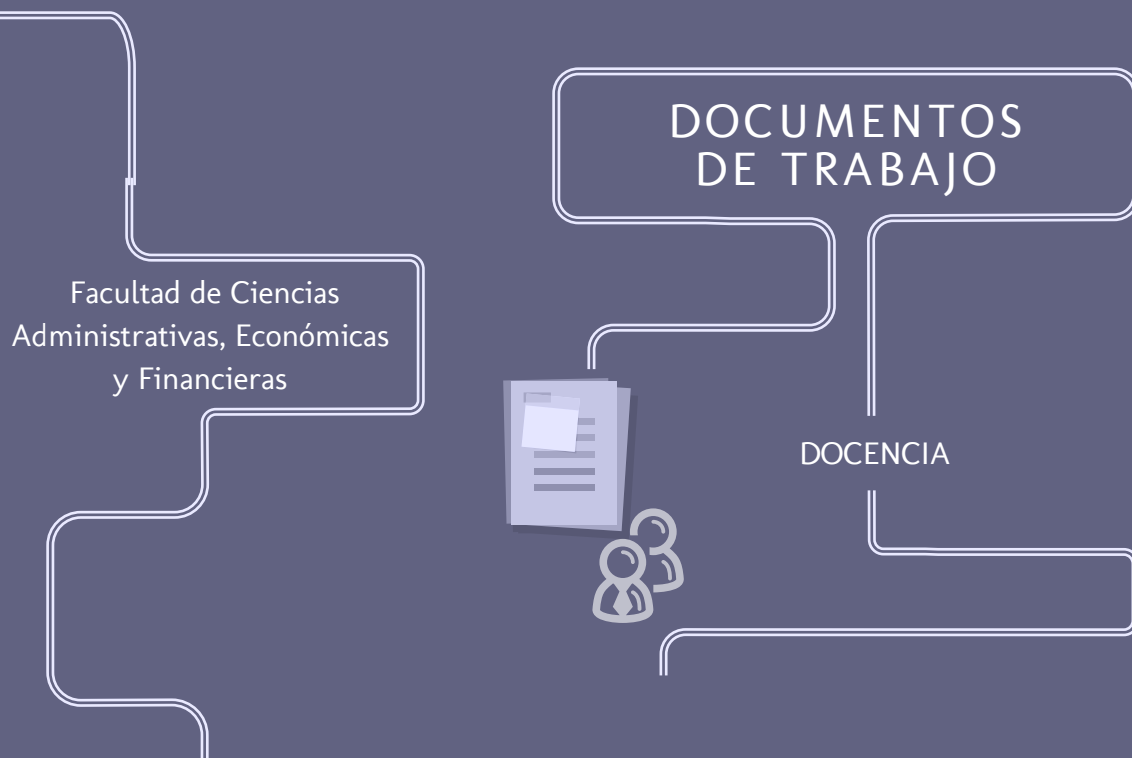 DOCUMENTOS
DE TRABAJO
Facultad de Ciencias
Administrativas, Económicas
y Financieras
DOCENCIA